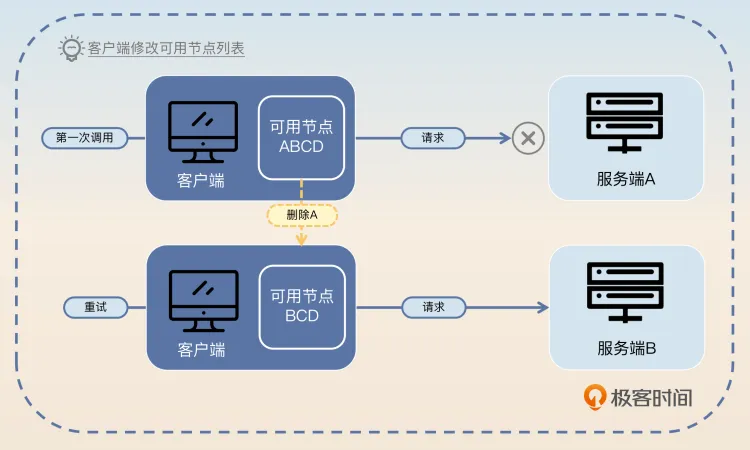 客户端修改可用节点列表
第一次调用
可用节点
ABCD
客户端
请求
服务端A
删除A
重试
可用节点
BCD
客户端
请求
服务端B
极客时间